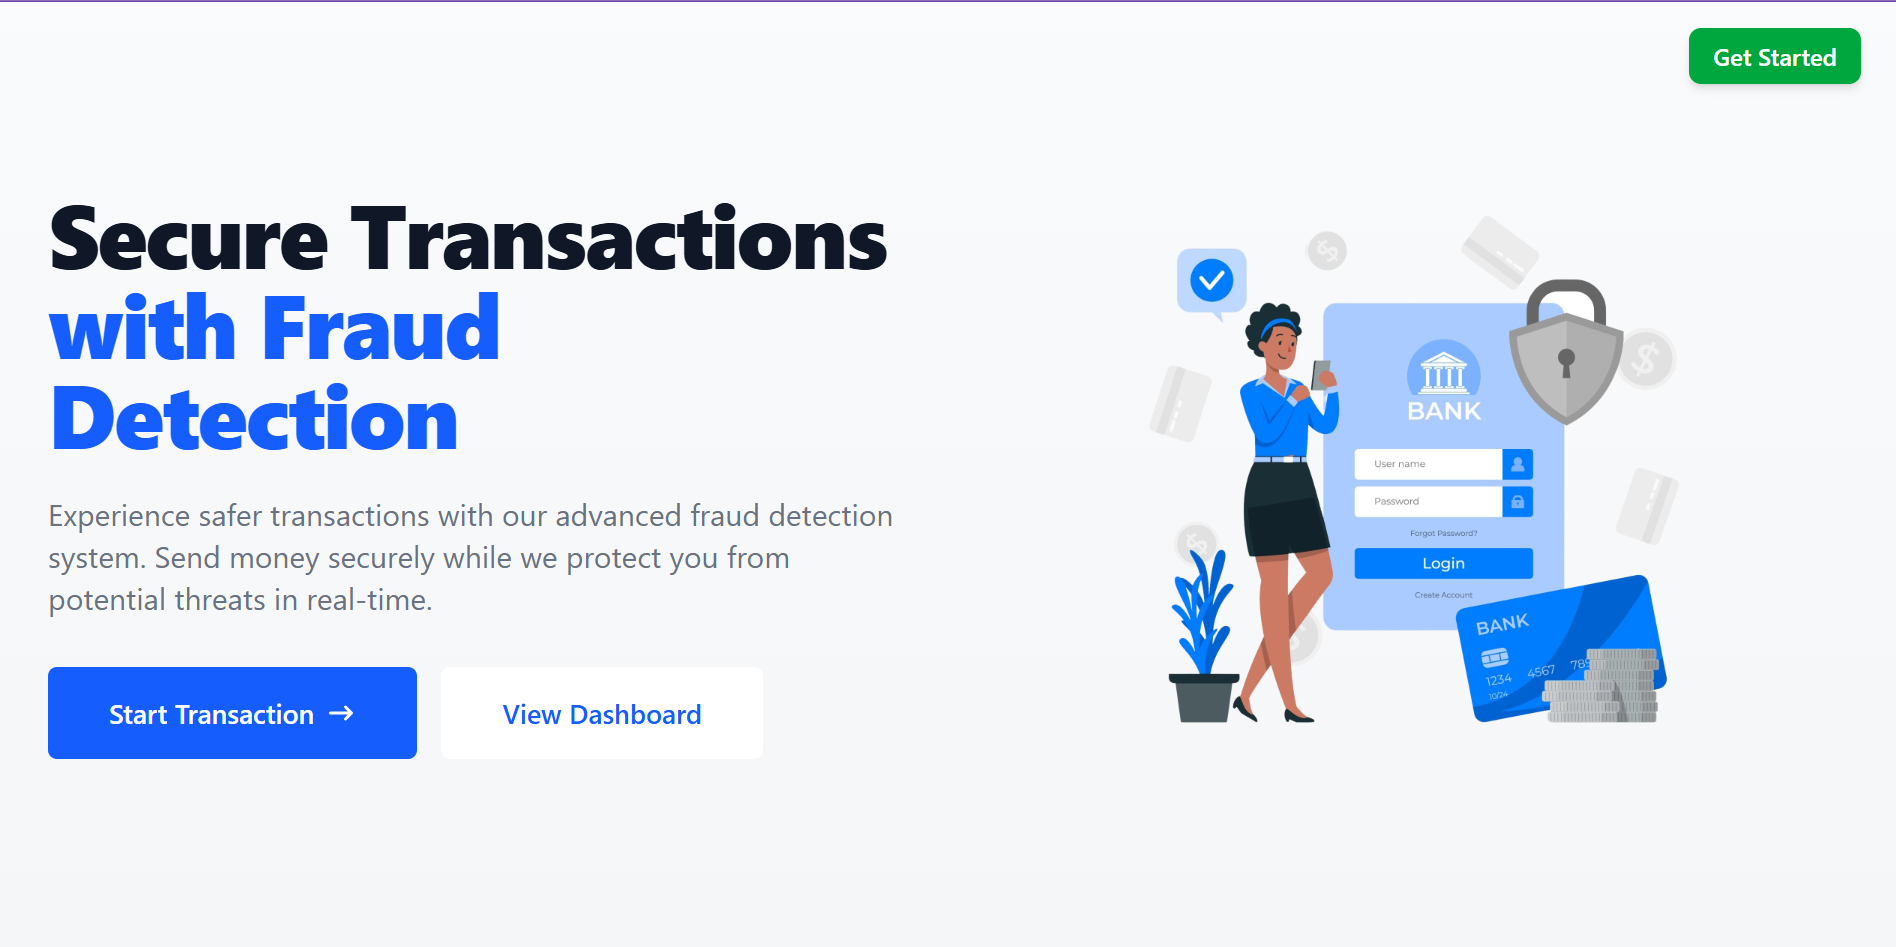 Get Started
Secure Transactions
with Fraud
Detection
Experience safer transactions with our advanced fraud detection
system. Send money securely while we protect you from
potential threats in real-time.
Start Transaction →
View Dashboard
BANK
User name
Password
Forgot Password?
Login
Create Account
BANK
1234 4567 789
10/24